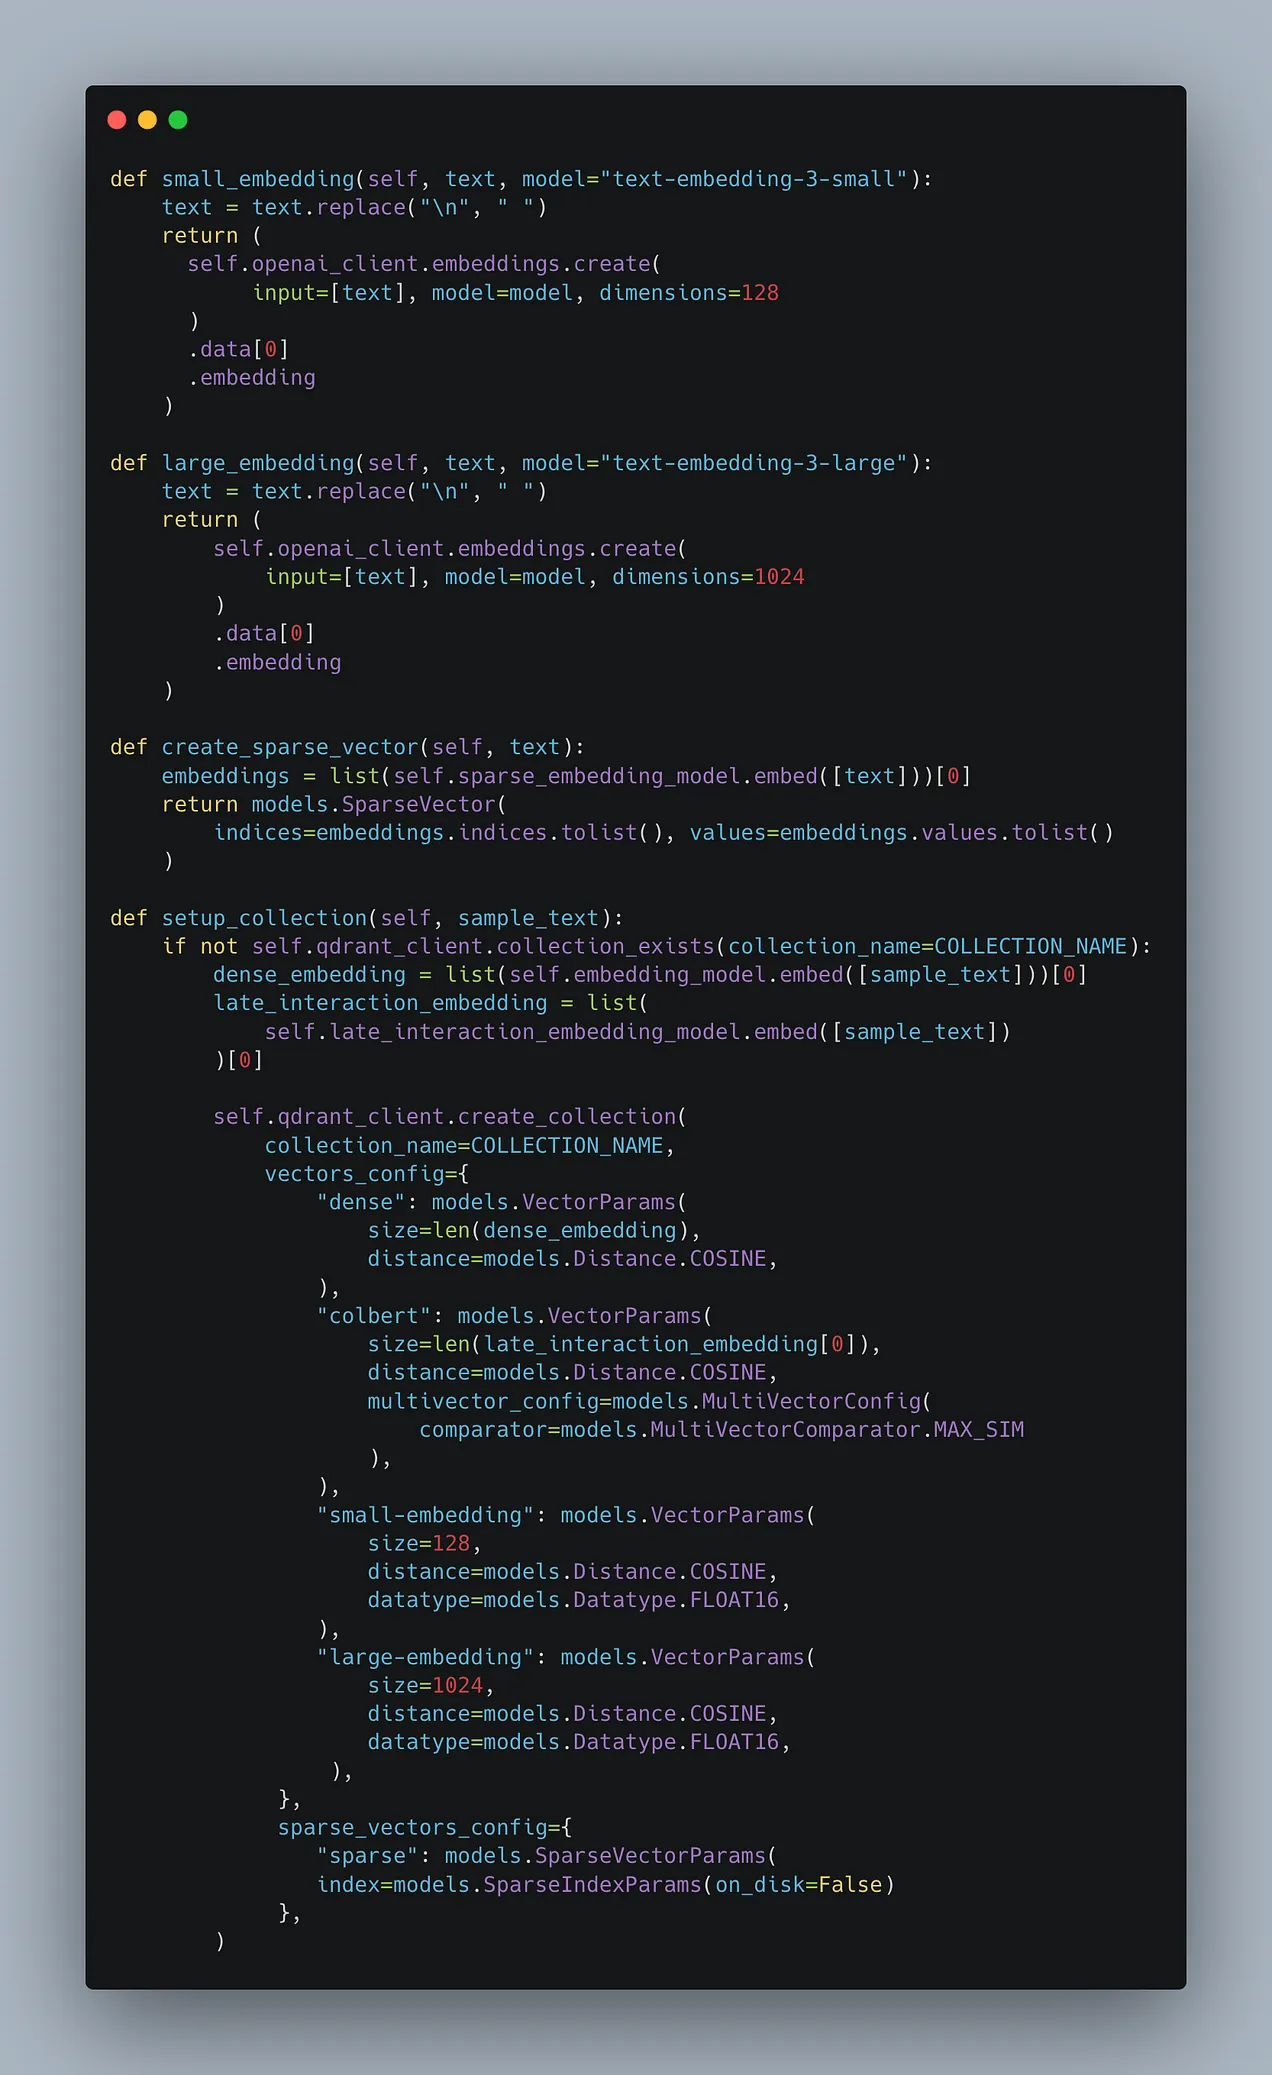 def small_embedding(self, text, model="text-embedding-3-small"):
    text = text.replace("\n", " ")
    return (
      self.openai_client.embeddings.create(
           input=[text], model=model, dimensions=128
      )
      .data[0]
      .embedding
    )

def large_embedding(self, text, model="text-embedding-3-large"):
    text = text.replace("\n", " ")
    return (
        self.openai_client.embeddings.create(
            input=[text], model=model, dimensions=1024
        )
        .data[0]
        .embedding
    )

def create_sparse_vector(self, text):
    embeddings = list(self.sparse_embedding_model.embed([text]))[0]
    return models.SparseVector(
        indices=embeddings.indices.tolist(), values=embeddings.values.tolist()
    )

def setup_collection(self, sample_text):
    if not self.qdrant_client.collection_exists(collection_name=COLLECTION_NAME):
        dense_embedding = list(self.embedding_model.embed([sample_text]))[0]
        late_interaction_embedding = list(
            self.late_interaction_embedding_model.embed([sample_text])
        )[0]

        self.qdrant_client.create_collection(
            collection_name=COLLECTION_NAME,
            vectors_config={
                "dense": models.VectorParams(
                    size=len(dense_embedding),
                    distance=models.Distance.COSINE,
                ),
                "colbert": models.VectorParams(
                    size=len(late_interaction_embedding[0]),
                    distance=models.Distance.COSINE,
                    multivector_config=models.MultiVectorConfig(
                        comparator=models.MultiVectorComparator.MAX_SIM
                    ),
                ),
                "small-embedding": models.VectorParams(
                    size=128,
                    distance=models.Distance.COSINE,
                    datatype=models.Datatype.FLOAT16,
                ),
                "large-embedding": models.VectorParams(
                    size=1024,
                    distance=models.Distance.COSINE,
                    datatype=models.Datatype.FLOAT16,
                 ),
             },
             sparse_vectors_config={
                "sparse": models.SparseVectorParams(
                index=models.SparseIndexParams(on_disk=False)
             },
        )